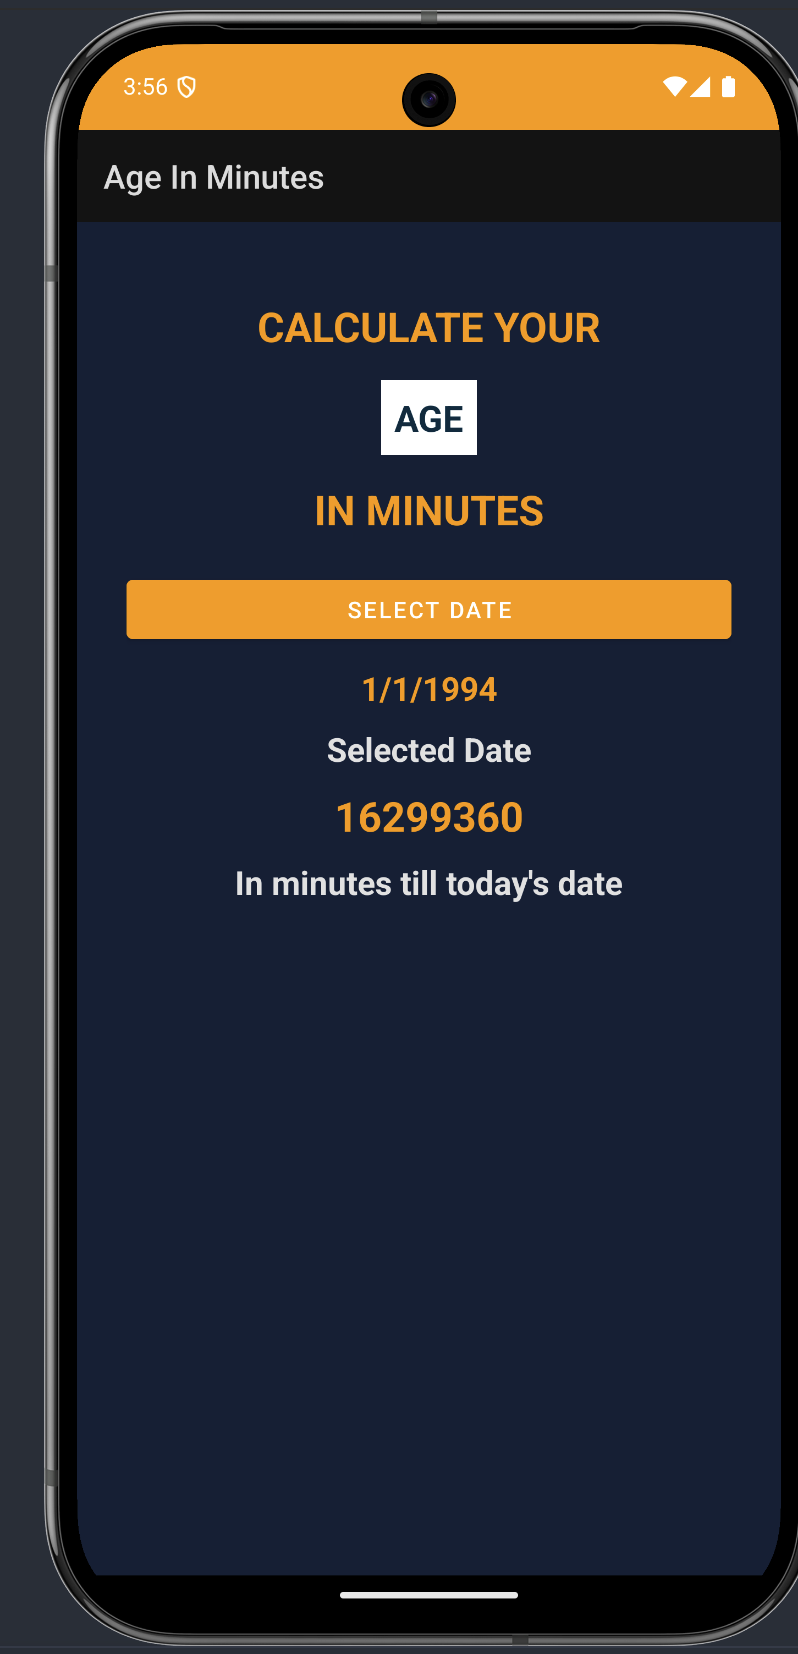 3:56
Age In Minutes
CALCULATE YOUR
AGE
IN MINUTES
SELECT DATE
1/1/1994
Selected Date
16299360
In minutes till today's date